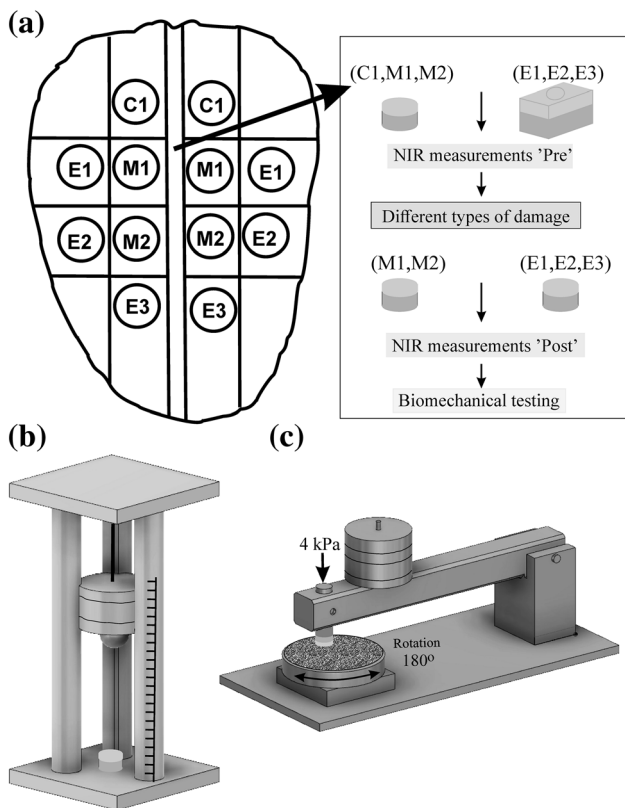 (a)
C1 C1
E1 M1 M1 E1
E2 M2 M2 E2
E3 E3
(C1,M1,M2) (E1,E2,E3)
NIR measurements 'Pre'
Different types of damage
(M1,M2) (E1,E2,E3)
NIR measurements 'Post'
Biomechanical testing
(b)
(c)
4 kPa
Rotation
180º